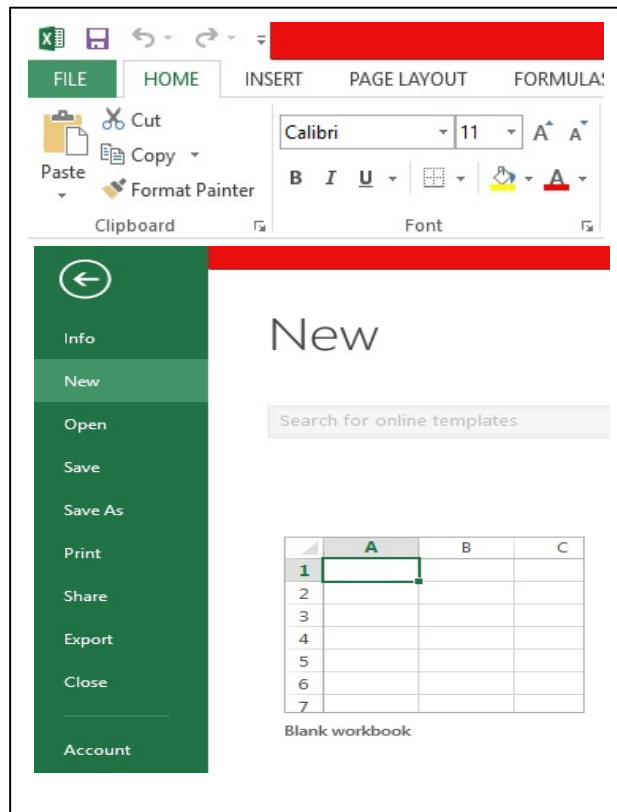 FILE HOME INSERT PAGE LAYOUT FORMULAS
Cut
Copy
Paste
Format Painter
Calibri 11 A A
B I U A
Clipboard Font
New
Info
New
Open
Search for online templates
Save
Save As
Print
Share
Export
Close
Account
A B C
1
2
3
4
5
6
7
Blank workbook